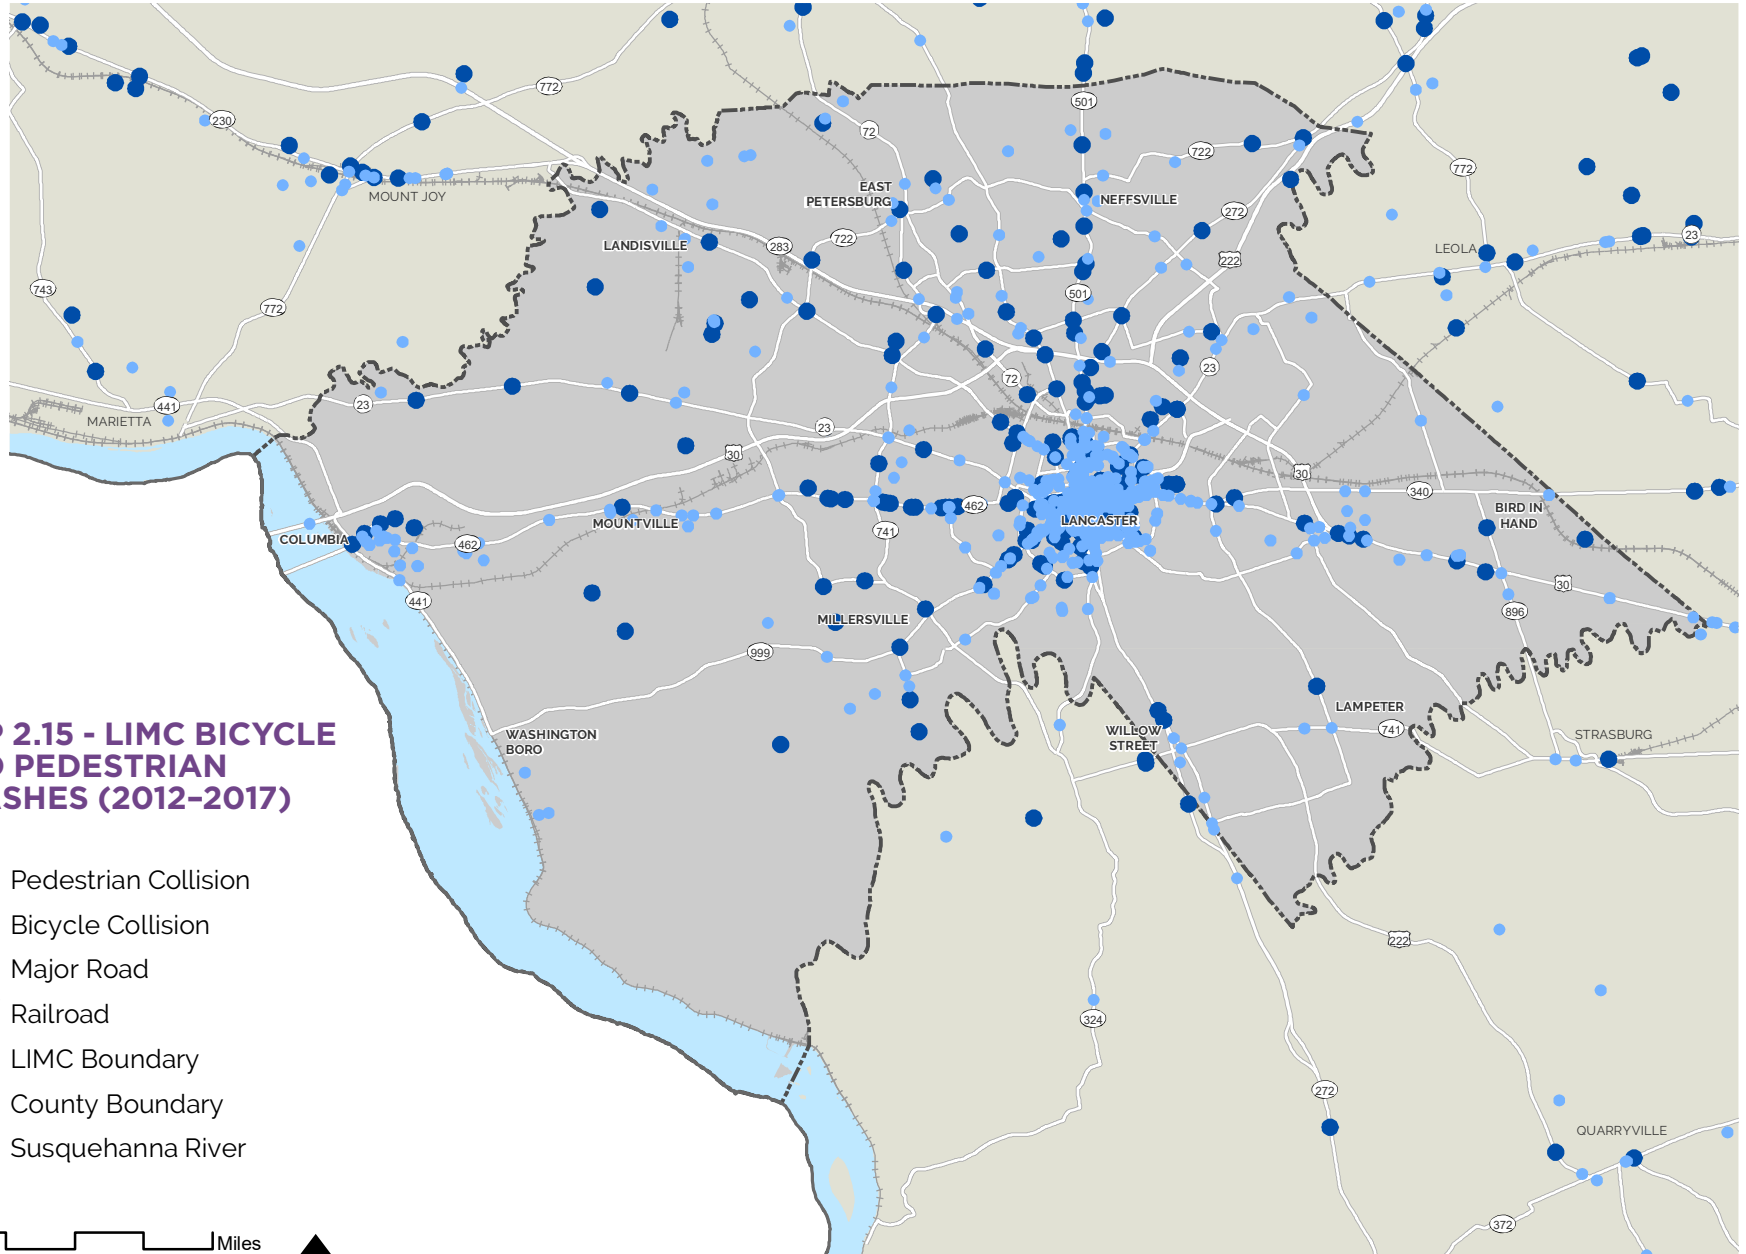 772
501
230
72
722
772
EAST
PETERSBURG
NEFFSVILLE
MOUNT JOY
272
722
283
LANDISVILLE
23
LEOLA
222
743
501
772
23
72
23
441
MARIETTA
23
30
30
340
462
BIRD IN
HAND
MOUNTVILLE
LANCASTER
741
COLUMBIA
462
30
441
896
MILLERSVILLE
999
LAMPETER
P 2.15 - LIMC BICYCLE
D PEDESTRIAN
ASHES (2012–2017)
WASHINGTON
BORO
WILLOW
STREET
741
STRASBURG
Pedestrian Collision
Bicycle Collision
Major Road
Railroad
LIMC Boundary
County Boundary
Susquehanna River
222
324
272
QUARRYVILLE
372
Miles